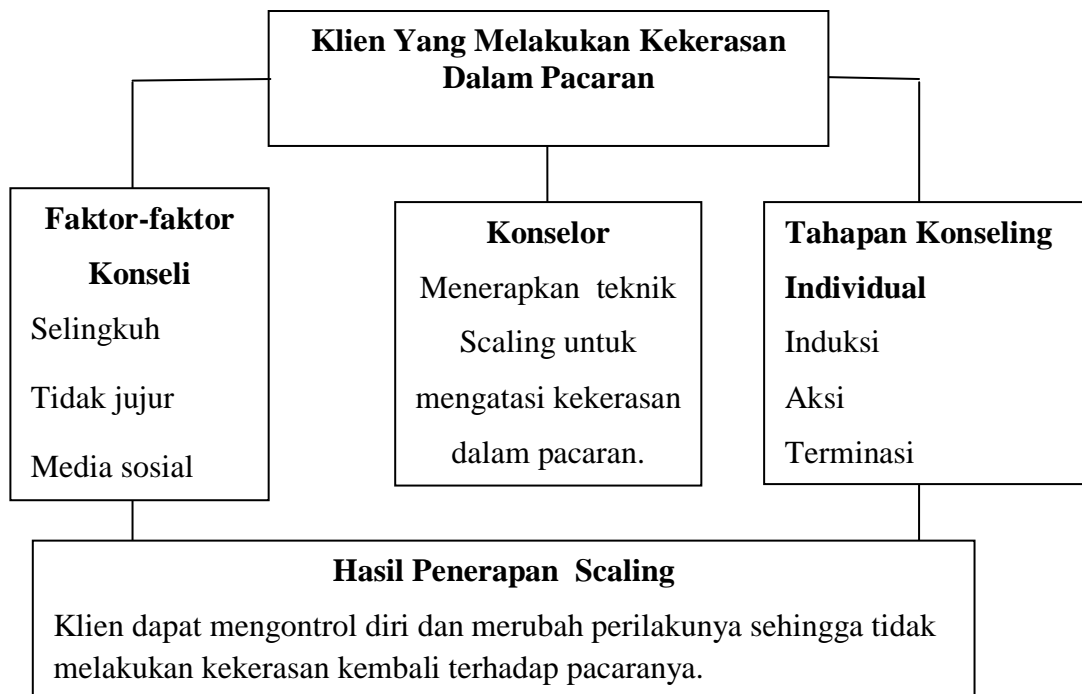 Klien Yang Melakukan Kekerasan
Dalam Pacaran
Faktor-faktor
Konseli
Selingkuh
Tidak jujur
Media sosial
Konselor
Menerapkan teknik
Scaling untuk
mengatasi kekerasan
dalam pacaran.
Tahapan Konseling
Individual
Induksi
Aksi
Terminasi
Hasil Penerapan Scaling
Klien dapat mengontrol diri dan merubah perilakunya sehingga tidak
melakukan kekerasan kembali terhadap pacaranya.